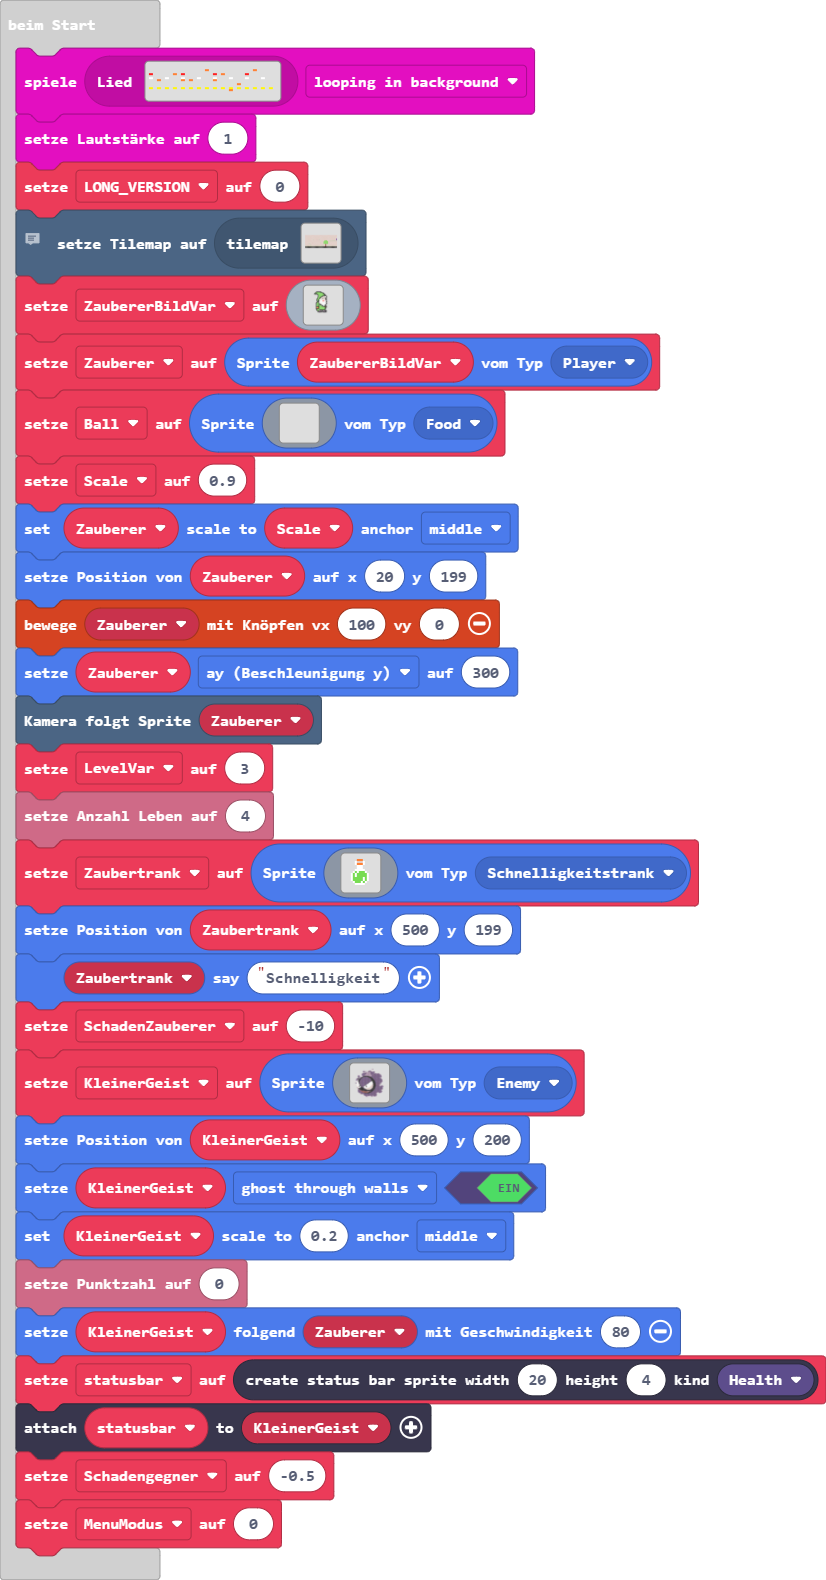 beim Start
spiele Lied looping in background
setze Lautstärke auf 1
setze LONG_VERSION auf 0
setze Tilemap auf tilemap
setze ZaubererBildVar auf
setze Zauberer auf Sprite ZaubererBildVar vom Typ Player
setze Ball auf Sprite vom Typ Food
setze Scale auf 0.9
set Zauberer scale to Scale anchor middle
setze Position von Zauberer auf x 20 y 199
bewege Zauberer mit Knöpfen vx 100 vy 0
setze Zauberer ay (Beschleunigung y) auf 300
Kamera folgt Sprite Zauberer
setze LevelVar auf 3
setze Anzahl Leben auf 4
setze Zaubertrank auf Sprite vom Typ Schnelligkeitstrank
setze Position von Zaubertrank auf x 500 y 199
Zaubertrank say "Schnelligkeit"
setze SchadenZauberer auf -10
setze KleinerGeist auf Sprite vom Typ Enemy
setze Position von KleinerGeist auf x 500 y 200
setze KleinerGeist ghost through walls EIN
set KleinerGeist scale to 0.2 anchor middle
setze Punktzahl auf 0
setze KleinerGeist folgend Zauberer mit Geschwindigkeit 80
setze statusbar auf create status bar sprite width 20 height 4 kind Health
attach statusbar to KleinerGeist
setze Schadengegner auf -0.5
setze MenuModus auf 0